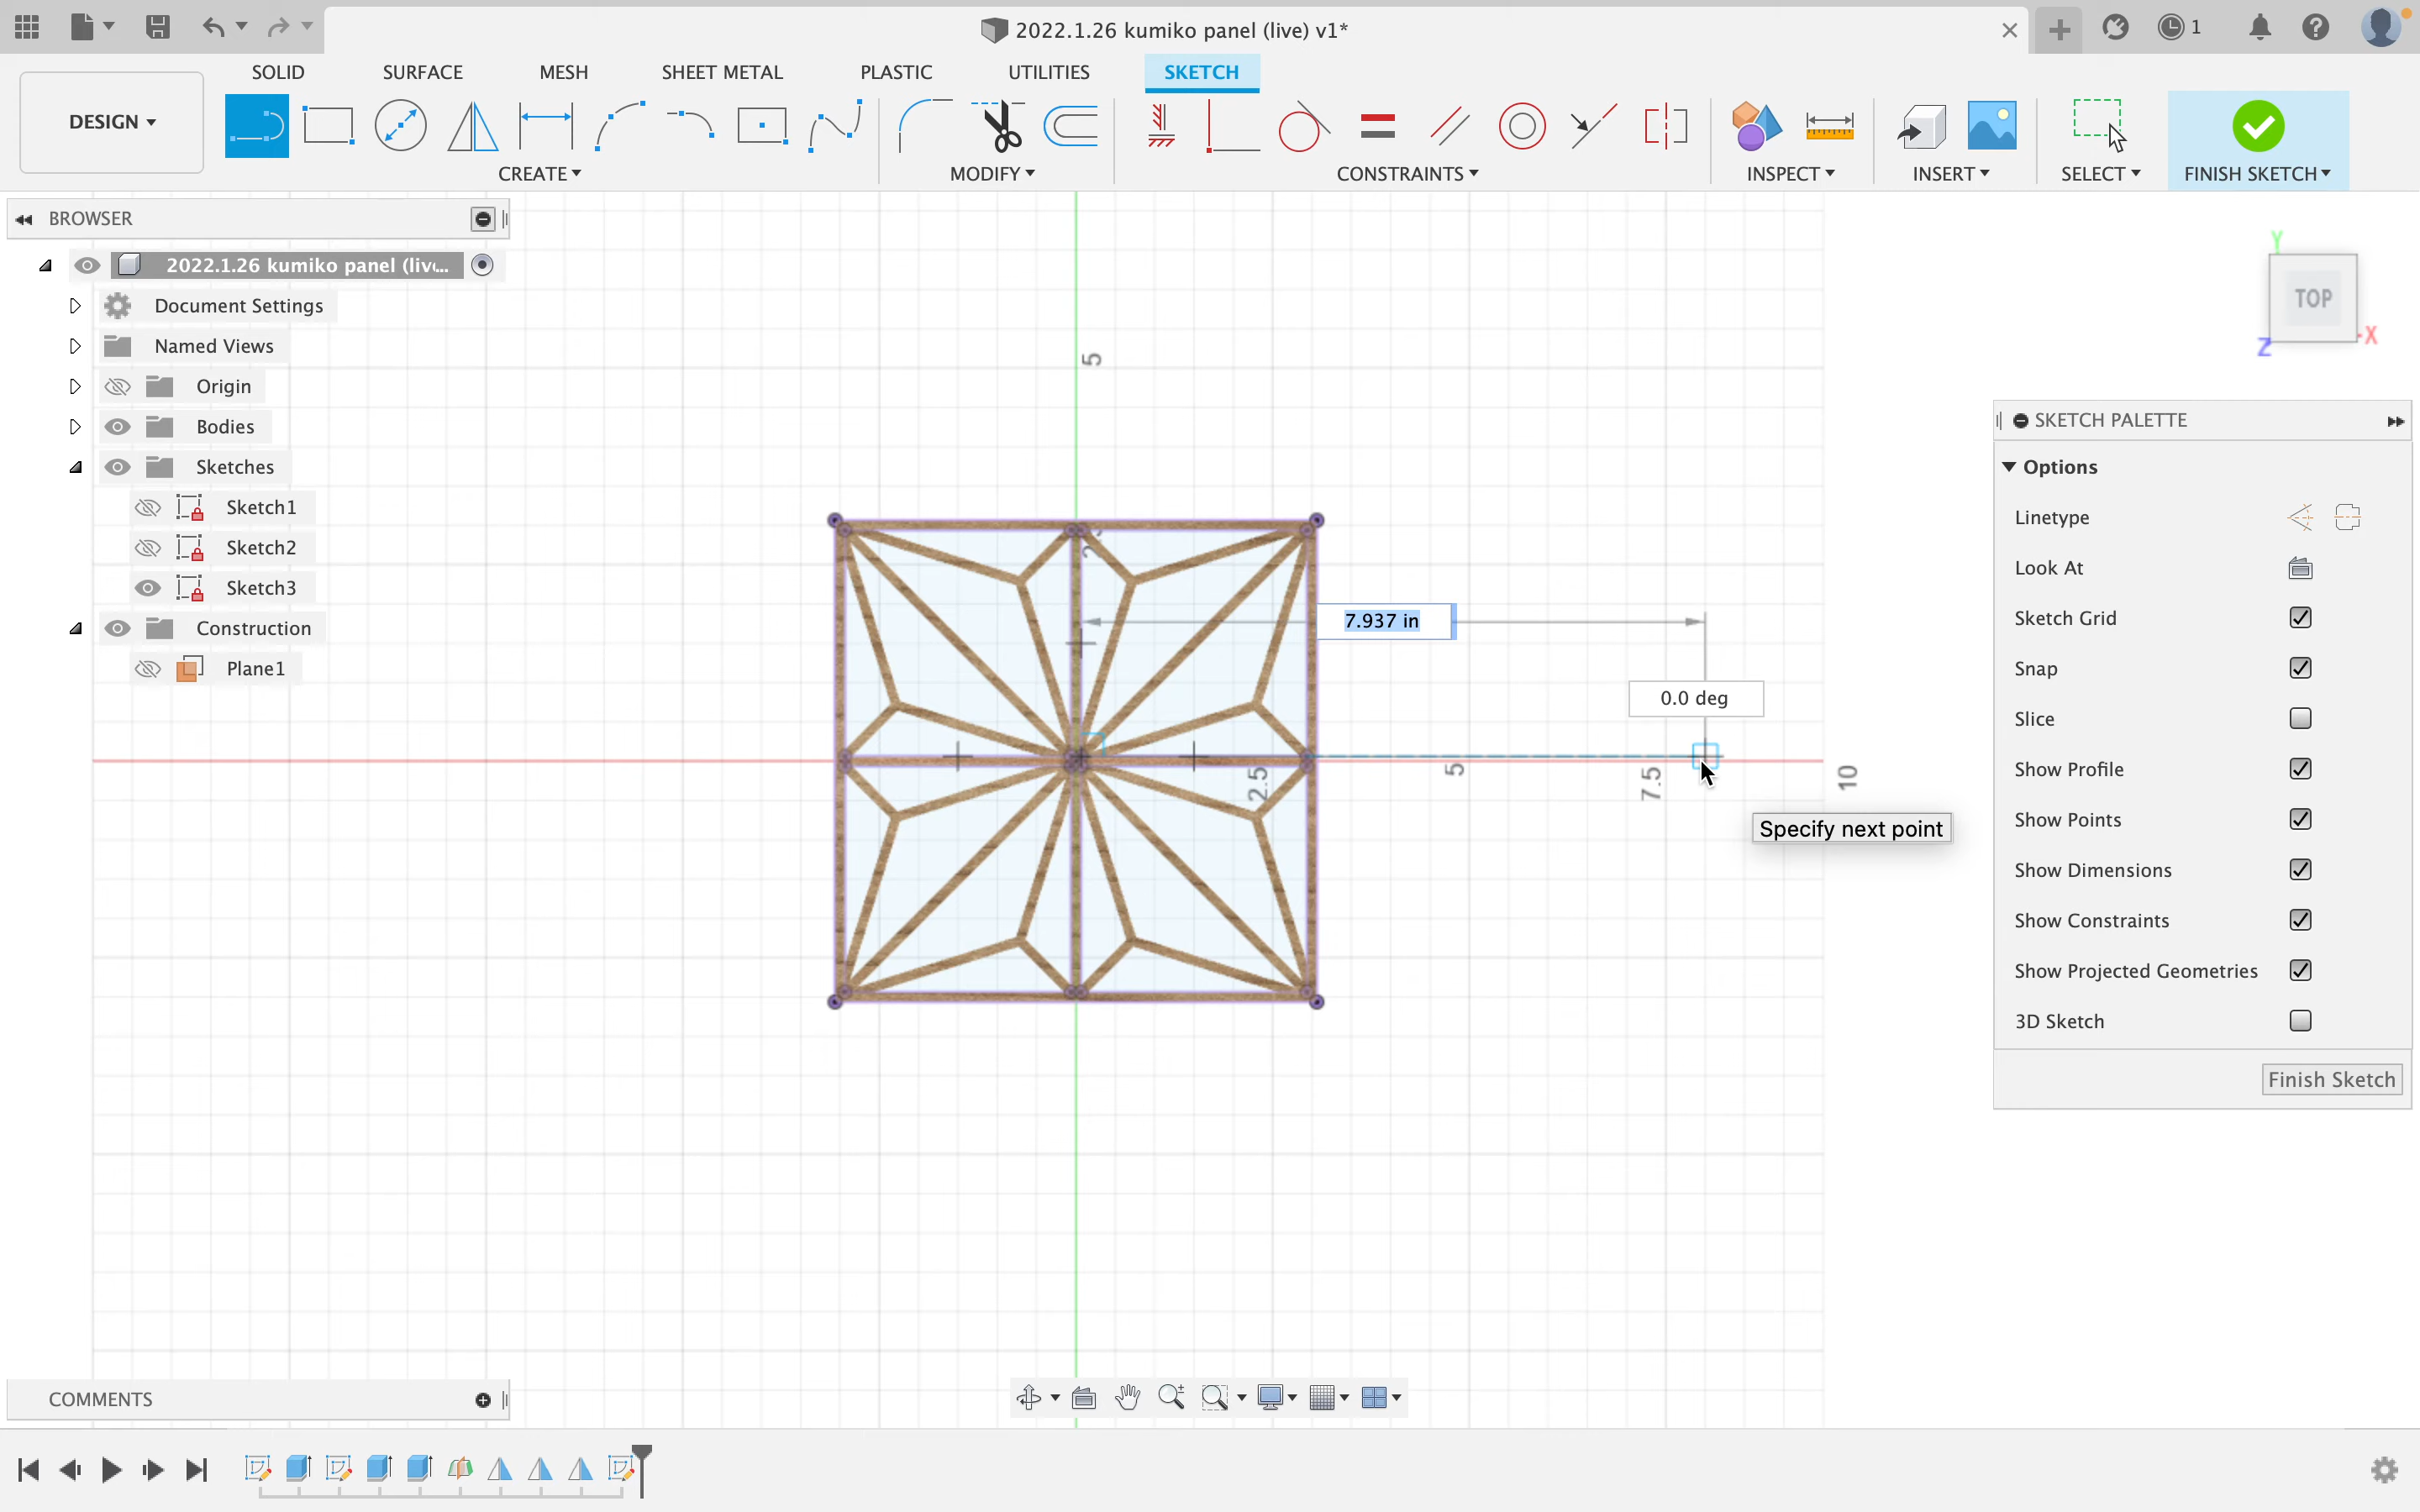 2022.1.26 kumiko panel (live) v1*
1
SOLID SURFACE MESH SHEET METAL PLASTIC UTILITIES SKETCH
DESIGN
CREATE MODIFY CONSTRAINTS INSPECT INSERT SELECT FINISH SKETCH
BROWSER
2022.1.26 kumiko panel (liv...
Document Settings
Named Views
Origin
Bodies
Sketches
Sketch1
Sketch2
Sketch3
Construction
Plane1
Y
TOP
X
Z
5
7.937 in
0.0 deg
2.5
5
7.5
10
Specify next point
SKETCH PALETTE
Options
Linetype
Look At
Sketch Grid
Snap
Slice
Show Profile
Show Points
Show Dimensions
Show Constraints
Show Projected Geometries
3D Sketch
Finish Sketch
COMMENTS